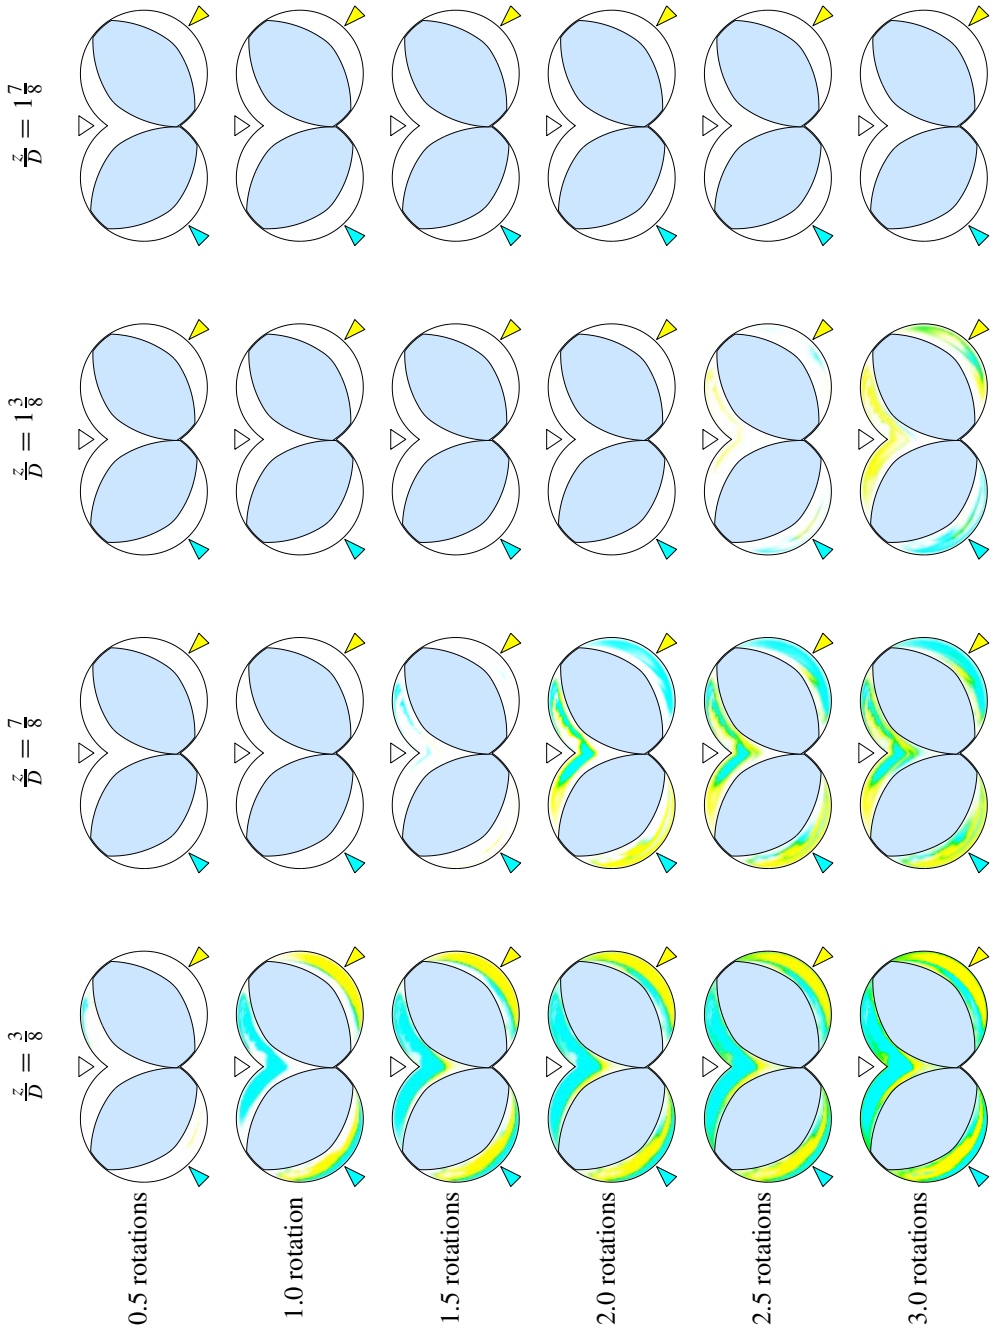 z/D = 3/8
z/D = 7/8
z/D = 1 3/8
z/D = 1 7/8
0.5 rotations
1.0 rotation
1.5 rotations
2.0 rotations
2.5 rotations
3.0 rotations